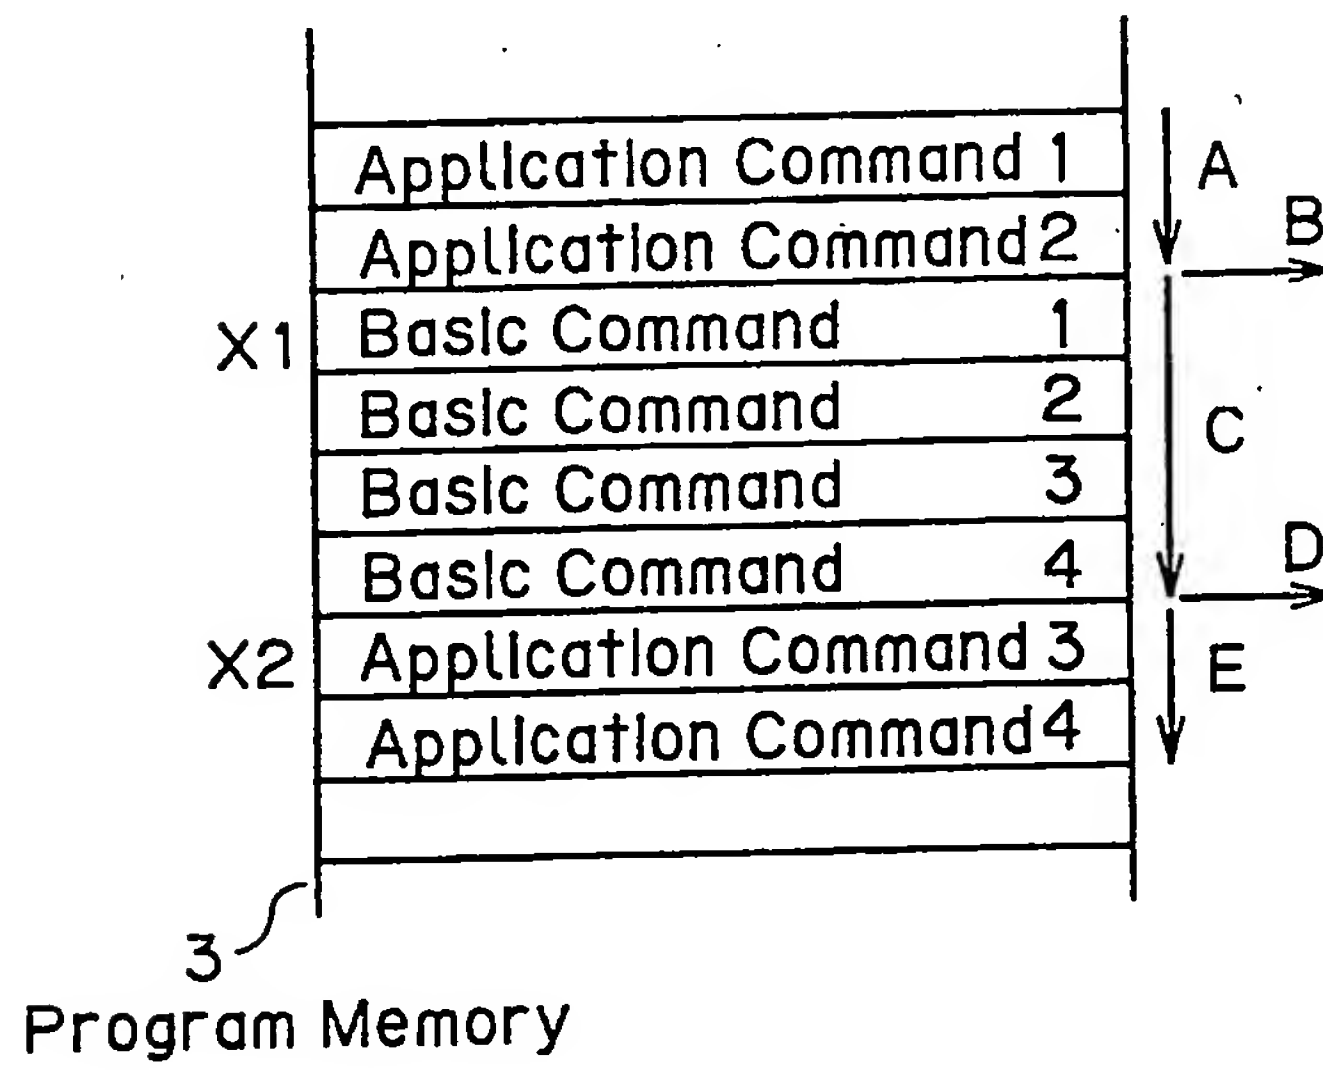 Application Command 1
A
Application Command 2
B
X1
Basic Command 1
Basic Command 2
C
Basic Command 3
Basic Command 4
D
X2
Application Command 3
E
Application Command 4
3
Program Memory